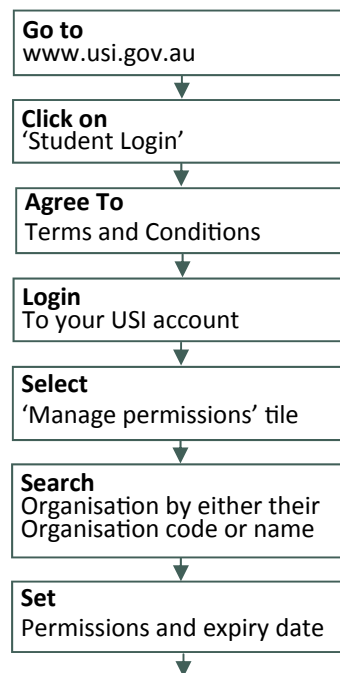 Go to
www.usi.gov.au
Click on
‘Student Login’
Agree To
Terms and Conditions
Login
To your USI account
Select
‘Manage permissions’ tile
Search
Organisation by either their
Organisation code or name
Set
Permissions and expiry date